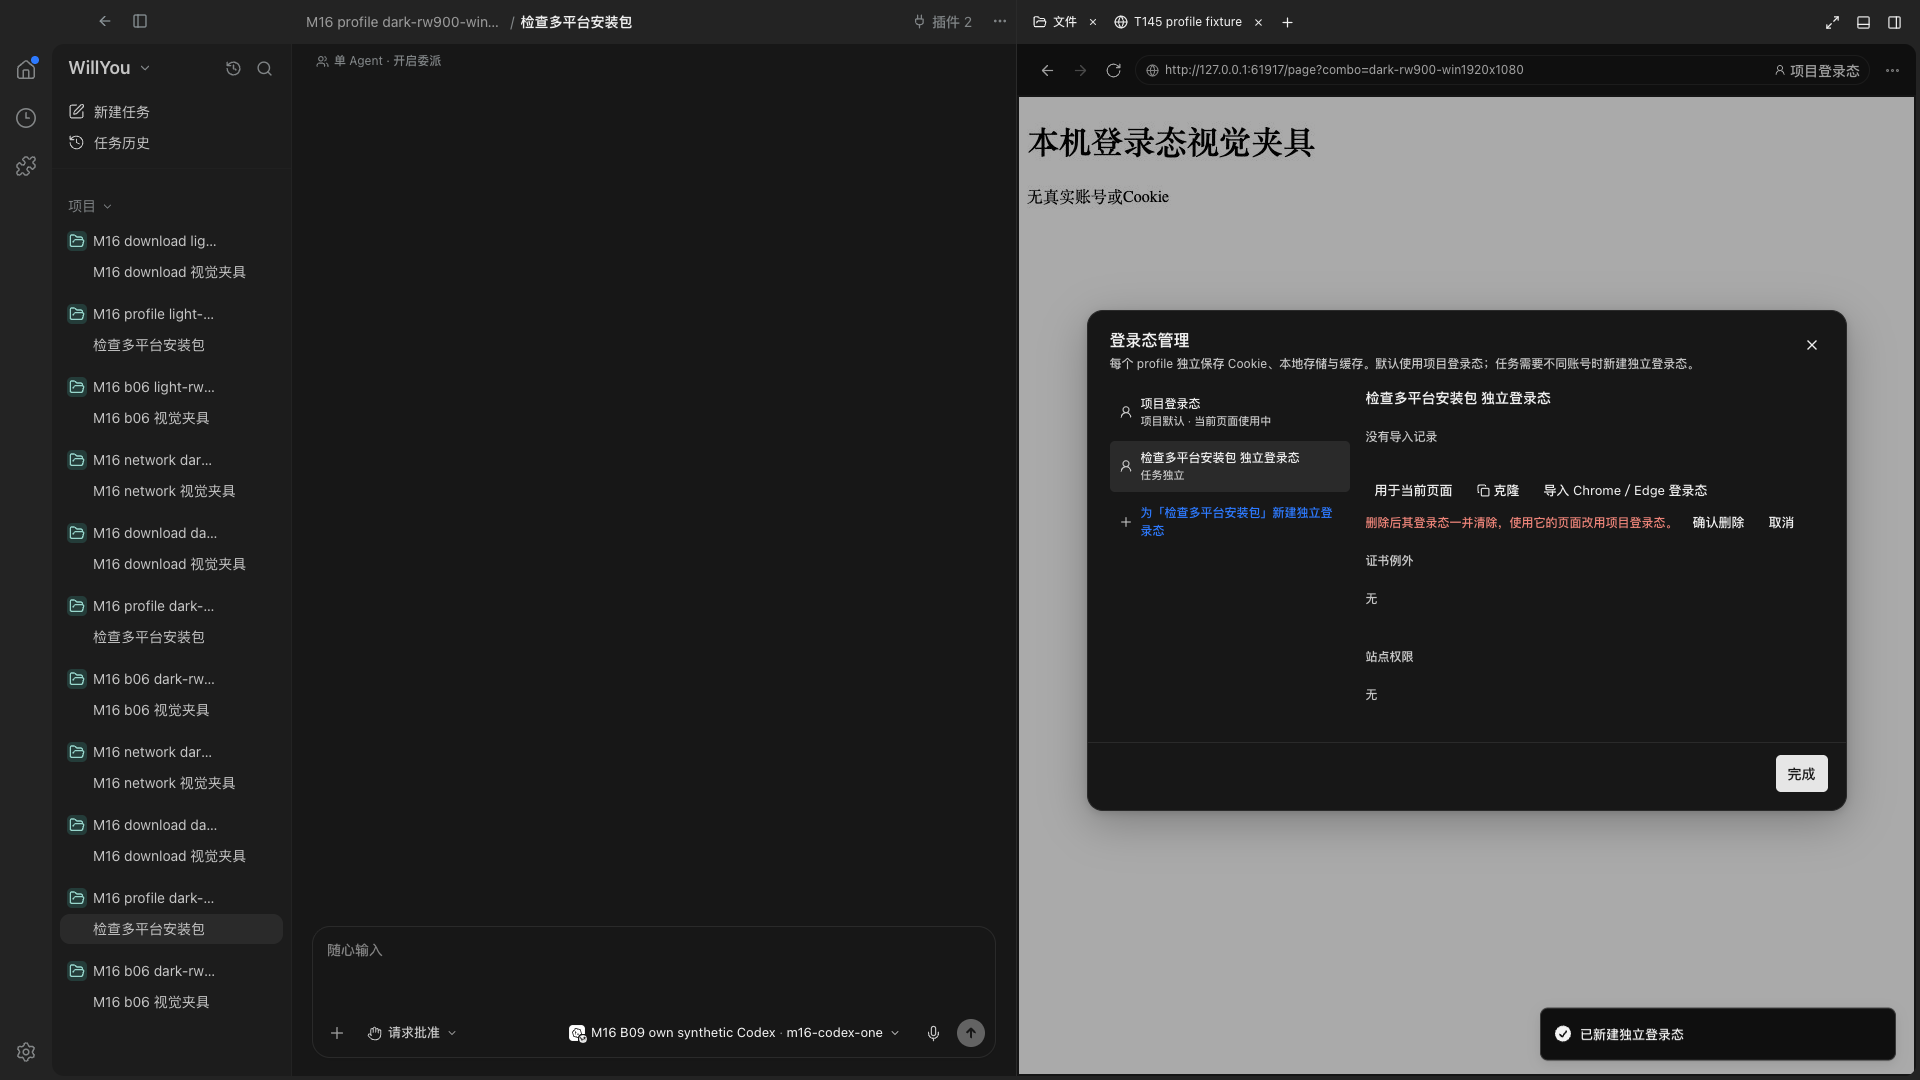 M16 profile dark-rw900-win... / 检查多平台安装包
插件 2
文件
T145 profile fixture
WillYou
新建任务
任务历史
项目
M16 download lig...
M16 download 视觉夹具
M16 profile light-...
检查多平台安装包
M16 b06 light-rw...
M16 b06 视觉夹具
M16 network dar...
M16 network 视觉夹具
M16 download da...
M16 download 视觉夹具
M16 profile dark-...
检查多平台安装包
M16 b06 dark-rw...
M16 b06 视觉夹具
M16 network dar...
M16 network 视觉夹具
M16 download da...
M16 download 视觉夹具
M16 profile dark-...
检查多平台安装包
M16 b06 dark-rw...
M16 b06 视觉夹具
单 Agent · 开启委派
随心输入
请求批准
M16 B09 own synthetic Codex · m16-codex-one
http://127.0.0.1:61917/page?combo=dark-rw900-win1920x1080
项目登录态
本机登录态视觉夹具
无真实账号或Cookie
登录态管理
每个 profile 独立保存 Cookie、本地存储与缓存。默认使用项目登录态；任务需要不同账号时新建独立登录态。
项目登录态
项目默认 · 当前页面使用中
检查多平台安装包 独立登录态
任务独立
为「检查多平台安装包」新建独立登
录态
检查多平台安装包 独立登录态
没有导入记录
用于当前页面
克隆
导入 Chrome / Edge 登录态
删除后其登录态一并清除，使用它的页面改用项目登录态。
确认删除
取消
证书例外
无
站点权限
无
完成
已新建独立登录态